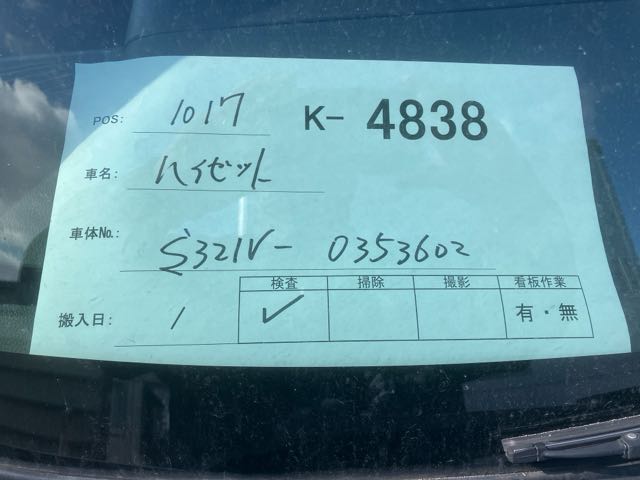 POS: 1017 K- 4838
車名: ハイゼット
車体No.: S321V- 0353602
検査 掃除 撮影 看板作業
搬入日: / ✓ 有・無